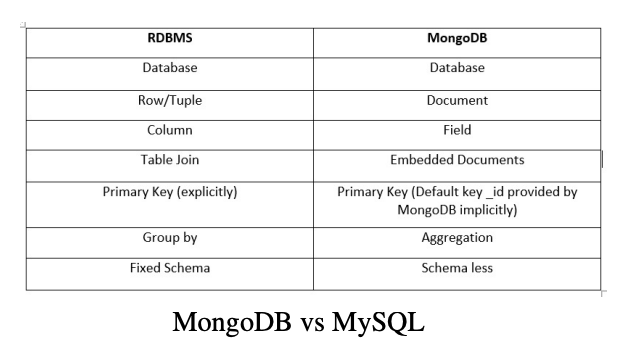 RDBMS MongoDB
Database Database
Row/Tuple Document
Column Field
Table Join Embedded Documents
Primary Key (explicitly) Primary Key (Default key _id provided by
MongoDB implicitly)
Group by Aggregation
Fixed Schema Schema less
MongoDB vs MySQL